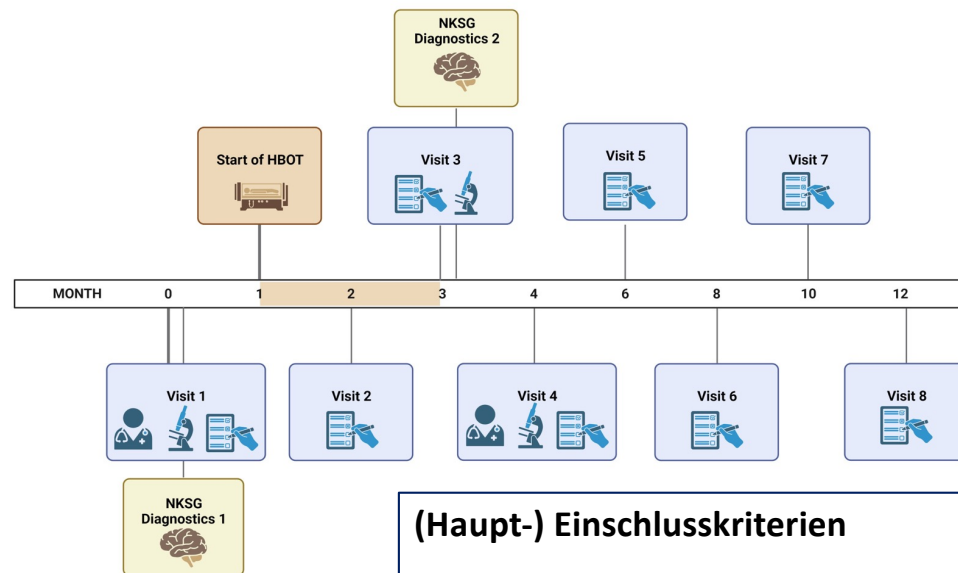 NKSG
Diagnostics 2
Start of HBOT
Visit 3
Visit 5
Visit 7
MONTH 0 1 2 3 4 6 8 10 12
Visit 1
Visit 2
Visit 4
Visit 6
Visit 8
NKSG
Diagnostics 1
(Haupt-) Einschlusskriterien